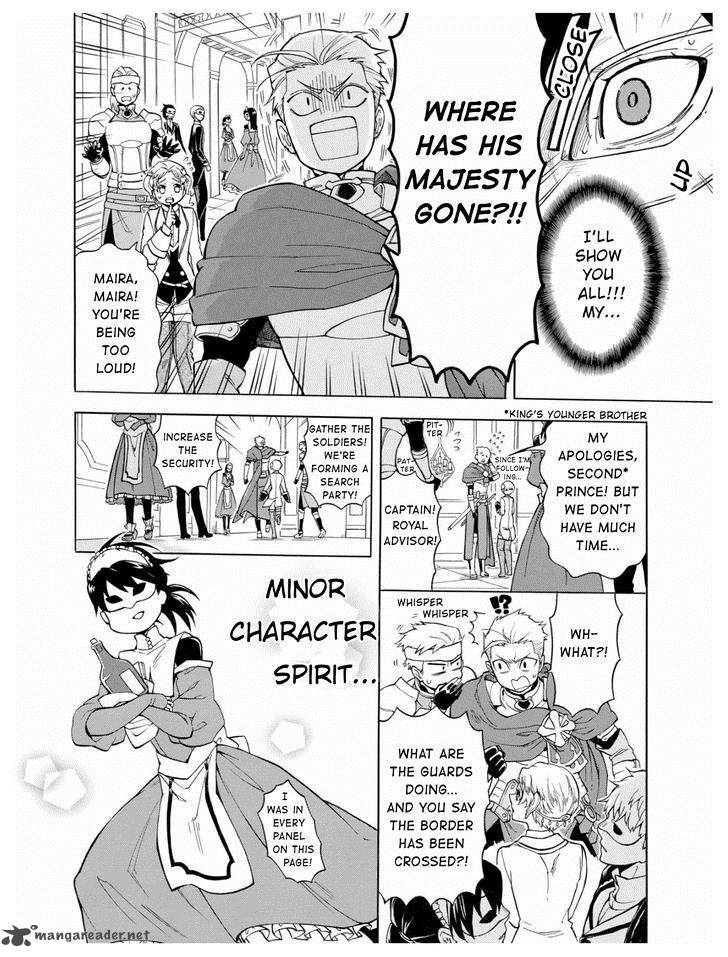 CLOSE
UP
I'LL
SHOW
YOU
ALL!!!
MY...
WHERE
HAS HIS
MAJESTY
GONE?!!
MAIRA,
MAIRA!
YOU'RE
BEING
TOO
LOUD!
*KING'S YOUNGER BROTHER
MY
APOLOGIES,
SECOND*
PRINCE! BUT
WE DON'T
HAVE MUCH
TIME...
SINCE I'M
FOLLOW-
ING...
PIT-
TER
PAT-
TER
CAPTAIN!
ROYAL
ADVISOR!
GATHER THE
SOLDIERS!
WE'RE
FORMING A
SEARCH
PARTY!
INCREASE
THE
SECURITY!
WHISPER
WHISPER
!?
WH-
WHAT?!
WHAT ARE
THE GUARDS
DOING...
AND YOU SAY
THE BORDER
HAS BEEN
CROSSED?!
MINOR
CHARACTER
SPIRIT...
I
WAS IN
EVERY
PANEL
ON THIS
PAGE!
mangareader.net